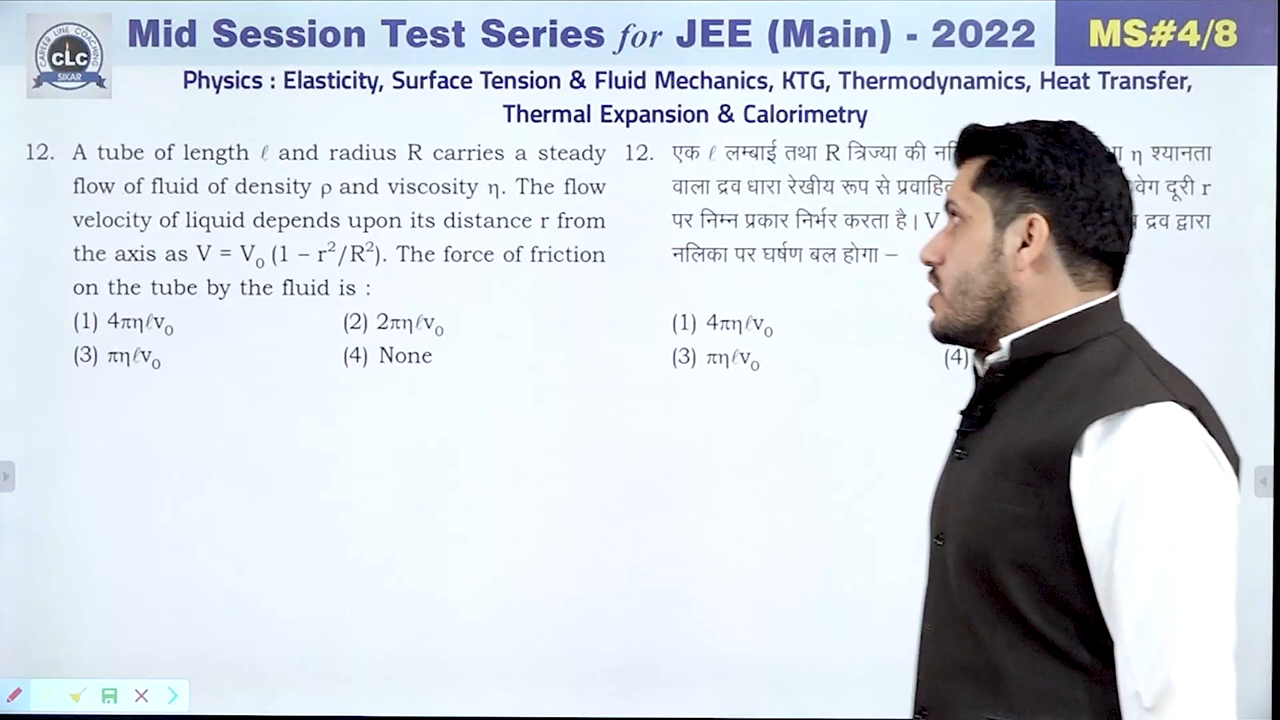 CAREER LINE COACHING
CLC
SIKAR
Mid Session Test Series for JEE (Main) - 2022
MS#4/8
Physics : Elasticity, Surface Tension & Fluid Mechanics, KTG, Thermodynamics, Heat Transfer,
Thermal Expansion & Calorimetry
12. A tube of length ℓ and radius R carries a steady
flow of fluid of density ρ and viscosity η. The flow
velocity of liquid depends upon its distance r from
the axis as V = V₀ (1 – r²/R²). The force of friction
on the tube by the fluid is :
(1) 4πηℓv₀ (2) 2πηℓv₀
(3) πηℓv₀ (4) None
12. एक ℓ लम्बाई तथा R त्रिज्या की η श्यानता
वाला द्रव धारा रेखीय रूप से वेग दूरी r
पर निम्न प्रकार निर्भर करता है। V द्रव द्वारा
नलिका पर घर्षण बल होगा –
(1) 4πηℓv₀
(3) πηℓv₀ (4)